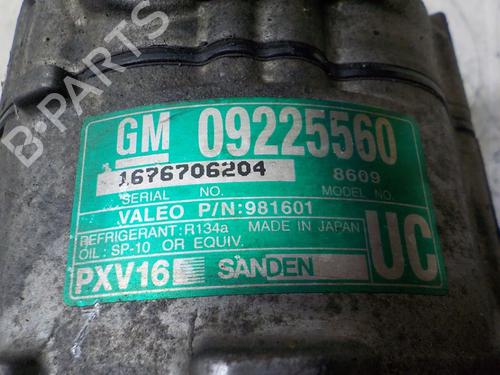 B-PARTS
GM 09225560
1676706204 8609
SERIAL NO. MODEL NO.
VALEO P/N:981601
REFRIGERANT:R134a MADE IN JAPAN
OIL: SP-10 OR EQUIV. UC
PXV16 SANDEN